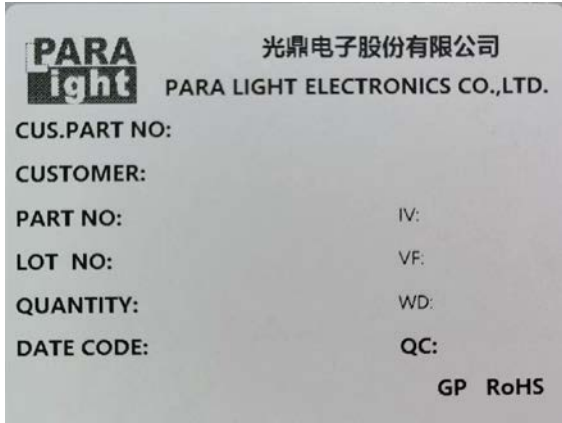 PARA
light
光鼎电子股份有限公司
PARA LIGHT ELECTRONICS CO.,LTD.
CUS.PART NO:
CUSTOMER:
PART NO: IV:
LOT NO: VF:
QUANTITY: WD:
DATE CODE: QC:
GP RoHS